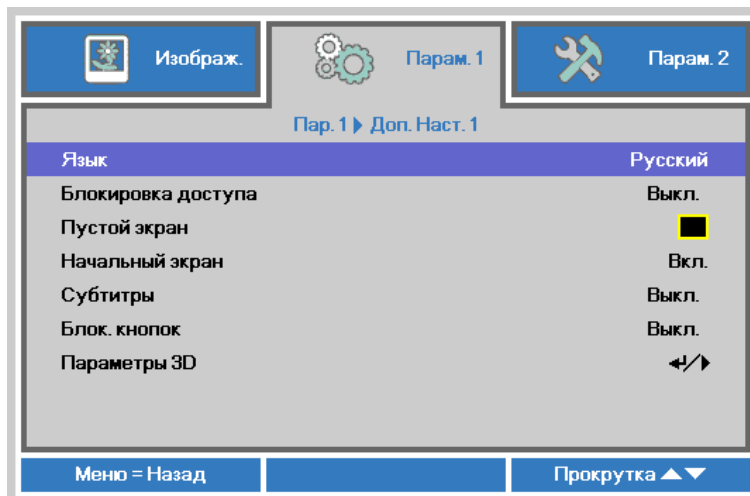 Изображ. Парам. 1 Парам. 2
Пар. 1 ▶ Доп. Наст. 1
Язык Русский
Блокировка доступа Выкл.
Пустой экран
Начальный экран Вкл.
Субтитры Выкл.
Блок. кнопок Выкл.
Параметры 3D ↵/▶
Меню = Назад Прокрутка ▲▼